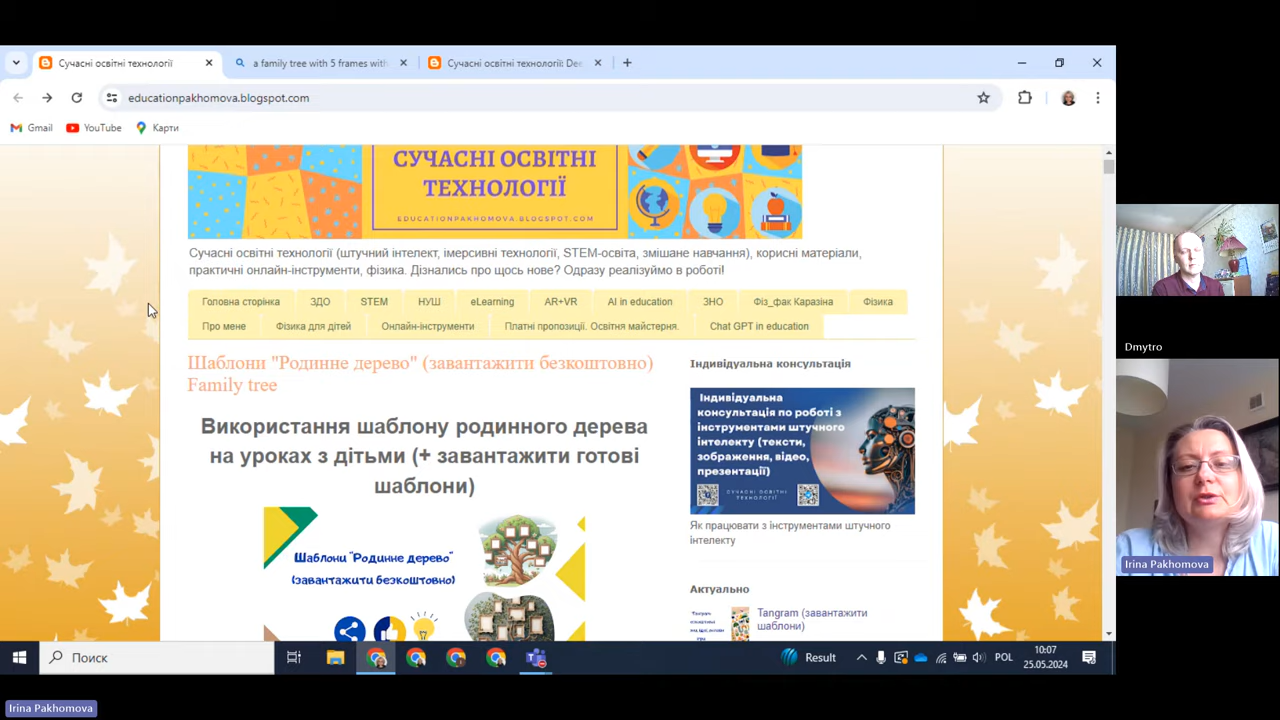 Сучасні освітні технології
a family tree with 5 frames with
Сучасні освітні технології: Dee
educationpakhomova.blogspot.com
Gmail YouTube Карти
СУЧАСНІ ОСВІТНІ
ТЕХНОЛОГІЇ
EDUCATIONPAKHOMOVA.BLOGSPOT.COM
Сучасні освітні технології (штучний інтелект, імерсивні технології, STEM-освіта, змішане навчання), корисні матеріали,
практичні онлайн-інструменти, фізика. Дізнались про щось нове? Одразу реалізуймо в роботі!
Головна сторінка ЗДО STEM НУШ eLearning AR+VR AI in education ЗНО Фіз_фак Каразіна Фізика
Про мене Фізика для дітей Онлайн-інструменти Платні пропозиції. Освітня майстерня. Chat GPT in education
Шаблони "Родинне дерево" (завантажити безкоштовно)
Family tree
Використання шаблону родинного дерева
на уроках з дітьми (+ завантажити готові
шаблони)
Шаблони "Родинне дерево"
(завантажити безкоштовно)
Індивідуальна консультація
Індивідуальна
консультація по роботі з
інструментами штучного
інтелекту (тексти,
зображення, відео,
презентації)
СУЧАСНІ ОСВІТНІ
ТЕХНОЛОГІЇ
Як працювати з інструментами штучного
інтелекту
Актуально
Tangram (завантажити
шаблони)
Dmytro
Irina Pakhomova
Поиск
Result
POL
10:07
25.05.2024
Irina Pakhomova